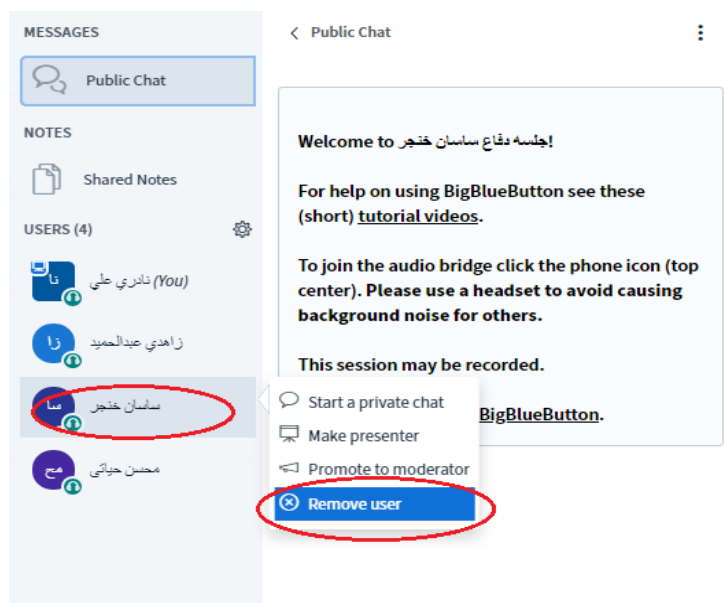 MESSAGES
Public Chat
NOTES
Shared Notes
USERS (4)
نا
نادري علي (You)
زا
زاهدي عبدالحميد
سا
ساسان خنجر
مح
محسن حیاتی
Public Chat
Welcome to جلسه دفاع ساسان خنجر!
For help on using BigBlueButton see these
(short) tutorial videos.
To join the audio bridge click the phone icon (top
center). Please use a headset to avoid causing
background noise for others.
This session may be recorded.
BigBlueButton.
Start a private chat
Make presenter
Promote to moderator
Remove user